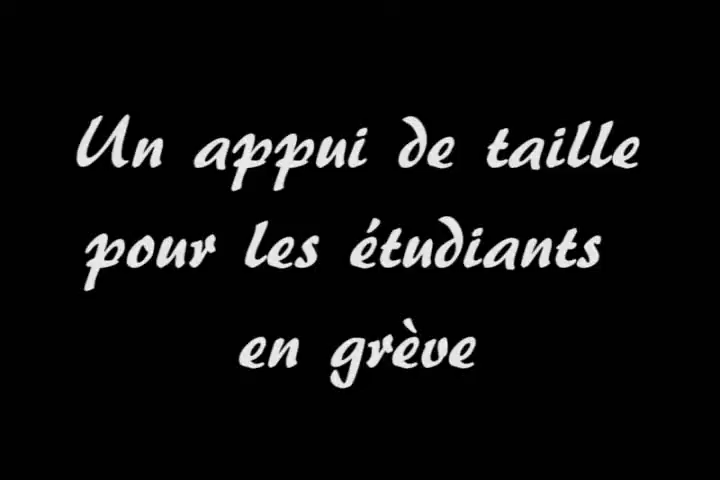 Un appui de taille
pour les étudiants
en grève